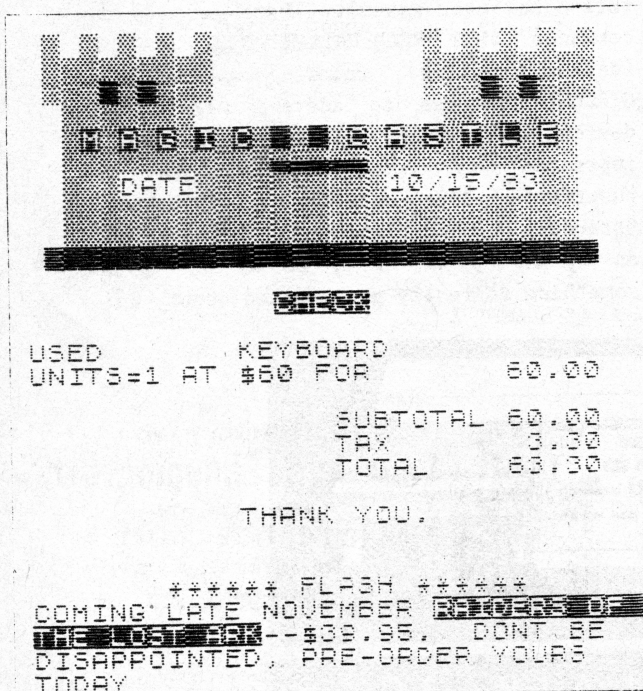 MAGIC CASTLE
DATE 10/15/83
CHECK
USED KEYBOARD
UNITS=1 AT $60 FOR 60.00
SUBTOTAL 60.00
TAX 3.30
TOTAL 63.30
THANK YOU.
****** FLASH ******
COMING LATE NOVEMBER RAIDERS OF
THE LOST ARK--$39.95. DONT BE
DISAPPOINTED, PRE-ORDER YOURS
TODAY